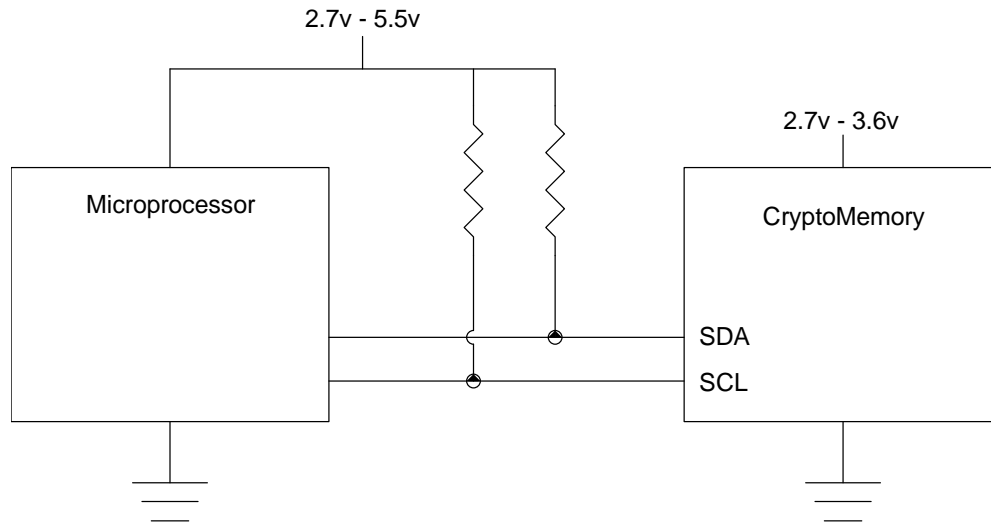 2.7v - 5.5v
2.7v - 3.6v
Microprocessor
CryptoMemory
SDA
SCL